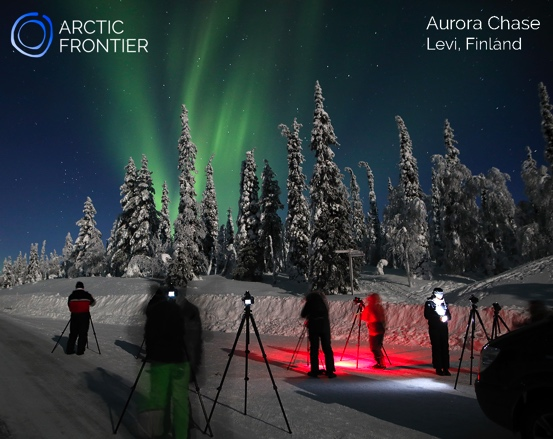 ARCTIC
FRONTIER
Aurora Chase
Levi, Finland